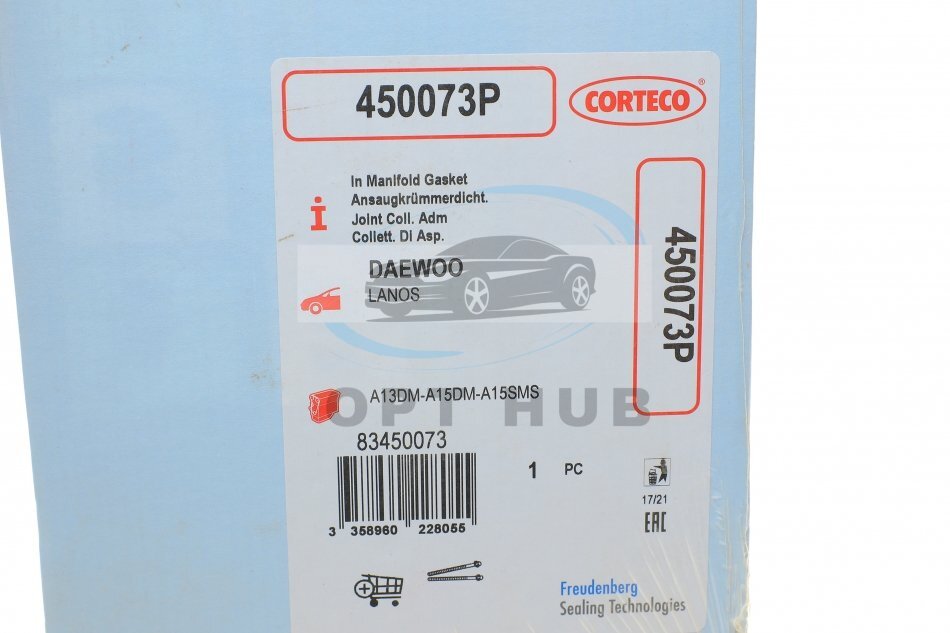 450073P
CORTECO®
In Manifold Gasket
Ansaugkrümmerdicht.
Joint Coll. Adm
Collett. Di Asp.
450073P
DAEWOO
LANOS
OPT HUB
A13DM-A15DM-A15SMS
83450073
1 PC
3 358960 228055
17/21
EAC
Freudenberg
Sealing Technologies